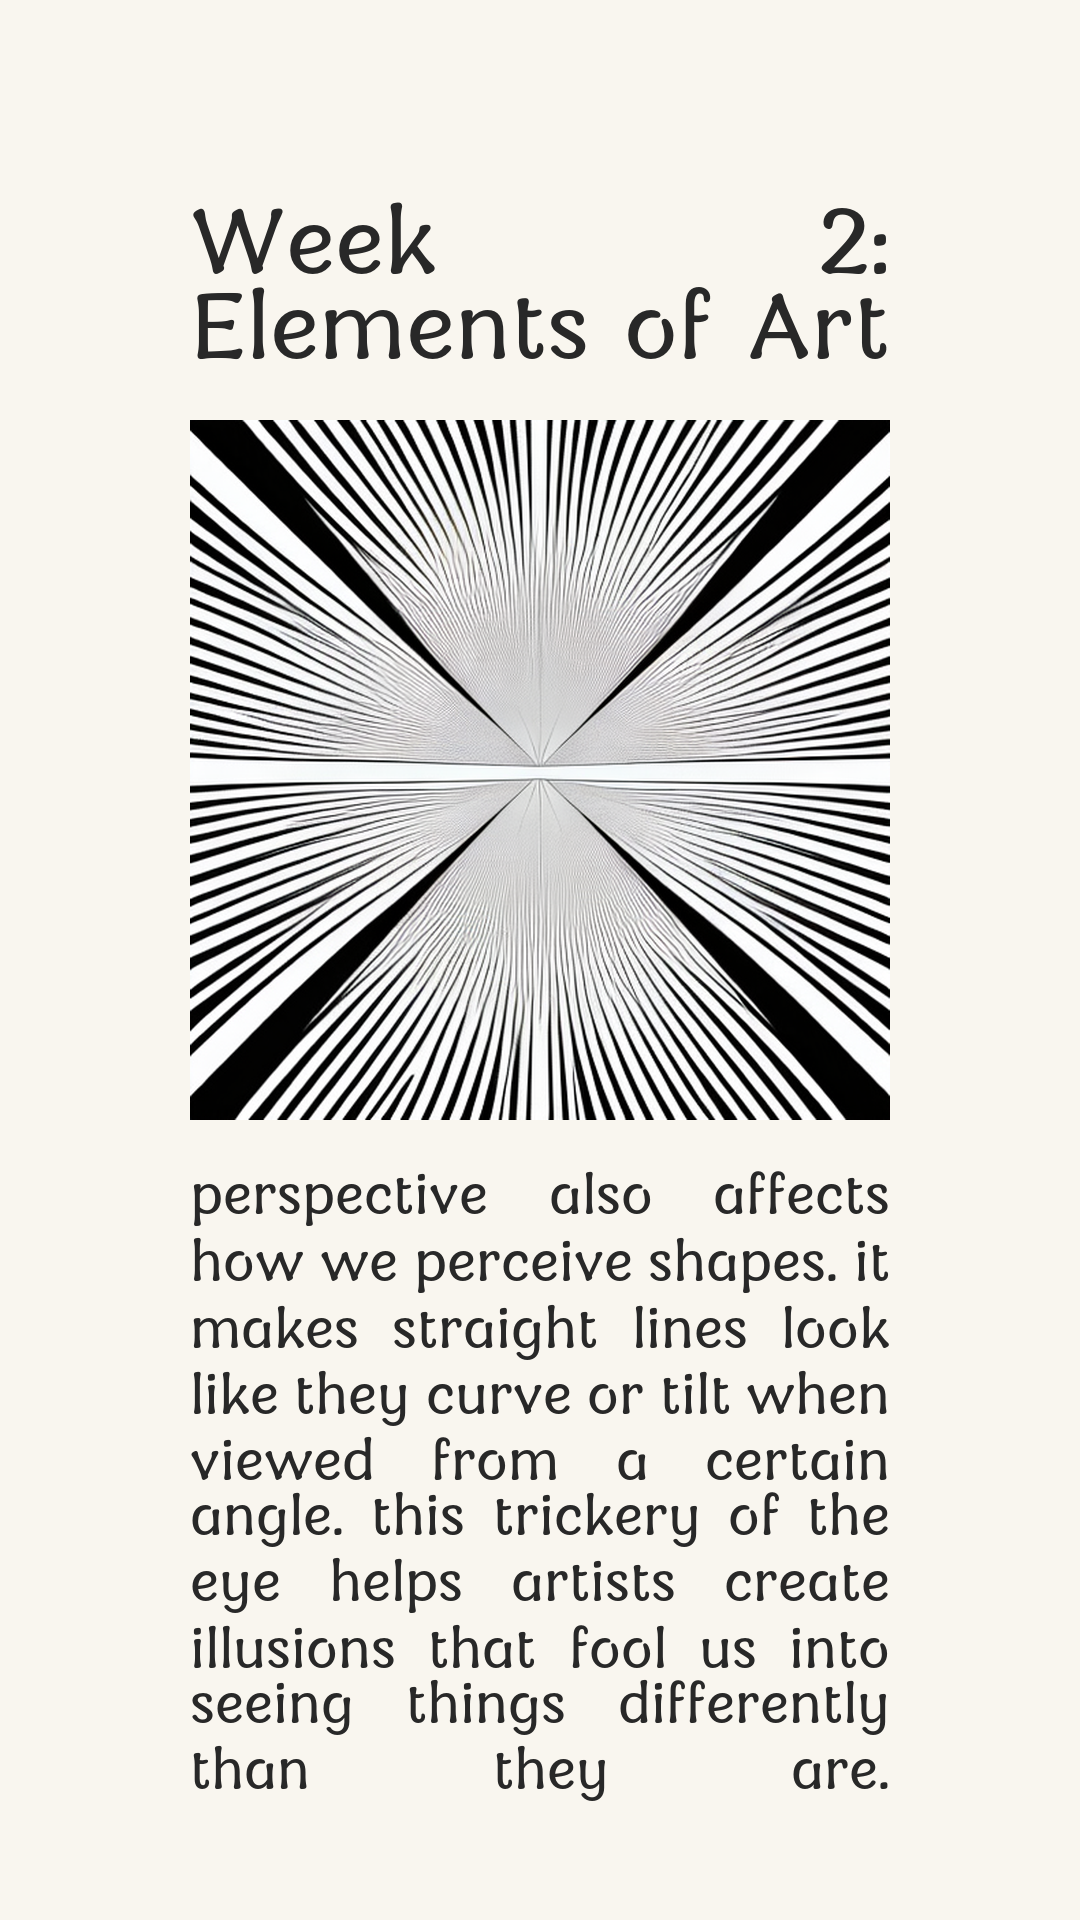 Week 2:
Elements of Art
perspective also affects
how we perceive shapes. it
makes straight lines look
like they curve or tilt when
viewed from a certain
angle. this trickery of the
eye helps artists create
illusions that fool us into
seeing things differently
than they are.